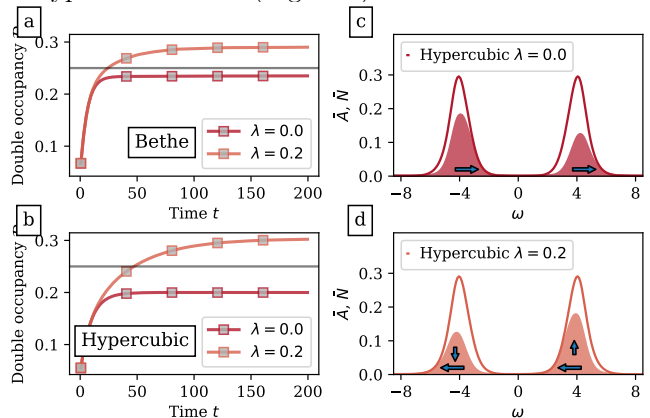 a
0.3
0.2
0.1
Double occupancy
Bethe
λ = 0.0
λ = 0.2
0 50 100 150 200
Time t
c
Hypercubic λ = 0.0
0.3
0.2
0.1
0.0
Ā, N̄
−8 −4 0 4 8
ω
b
0.3
0.2
0.1
Double occupancy
Hypercubic
λ = 0.0
λ = 0.2
0 50 100 150 200
Time t
d
Hypercubic λ = 0.2
0.3
0.2
0.1
0.0
Ā, N̄
−8 −4 0 4 8
ω